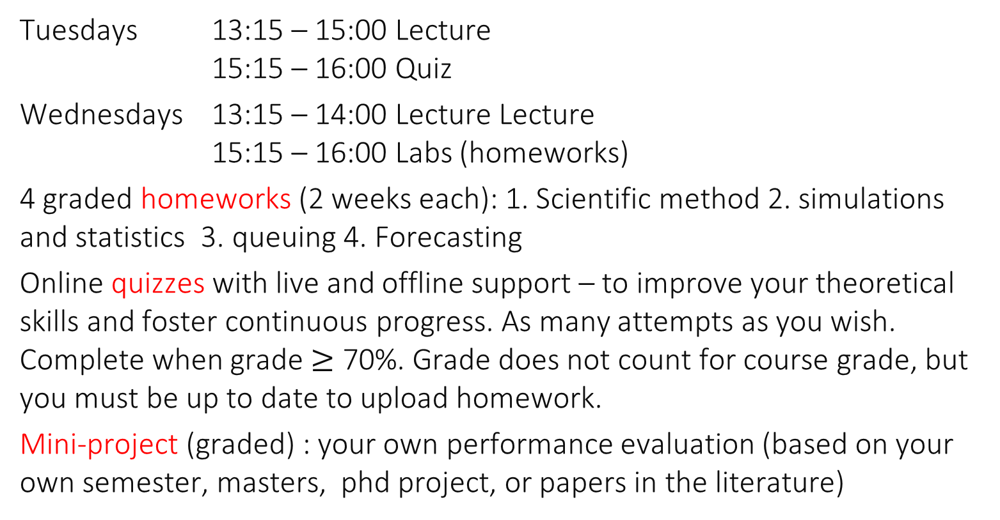 Tuesdays 13:15 – 15:00 Lecture
15:15 – 16:00 Quiz
Wednesdays 13:15 – 14:00 Lecture Lecture
15:15 – 16:00 Labs (homeworks)
4 graded homeworks (2 weeks each): 1. Scientific method 2. simulations
and statistics  3. queuing 4. Forecasting
Online quizzes with live and offline support – to improve your theoretical
skills and foster continuous progress. As many attempts as you wish.
Complete when grade ≥ 70%. Grade does not count for course grade, but
you must be up to date to upload homework.
Mini-project (graded) : your own performance evaluation (based on your
own semester, masters,  phd project, or papers in the literature)